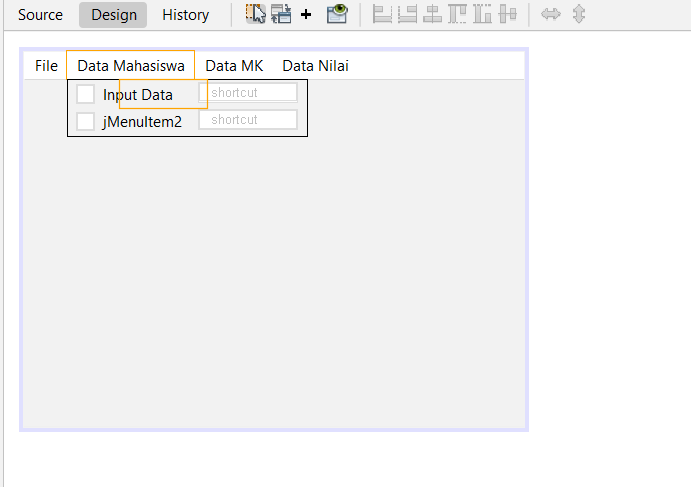 Source Design History
File Data Mahasiswa Data MK Data Nilai
Input Data shortcut
jMenuItem2 shortcut